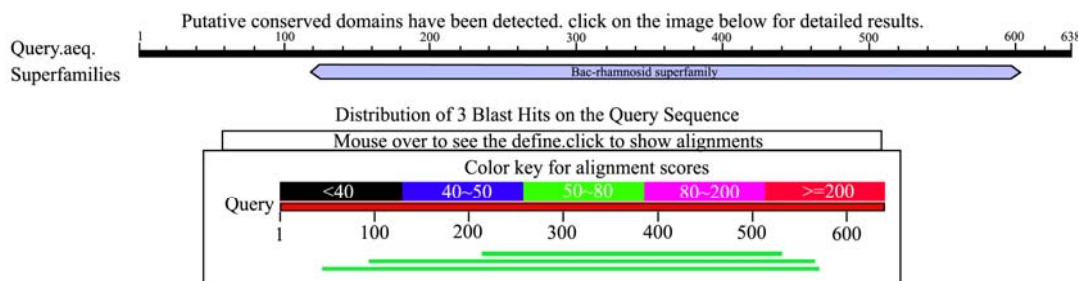 Putative conserved domains have been detected. click on the image below for detailed results.
1 100 200 300 400 500 600 638
Query.aeq.
Superfamilies
Bac-rhamnosid superfamily
Distribution of 3 Blast Hits on the Query Sequence
Mouse over to see the define.click to show alignments
Color key for alignment scores
<40 40~50 50~80 80~200 >=200
Query
1 100 200 300 400 500 600